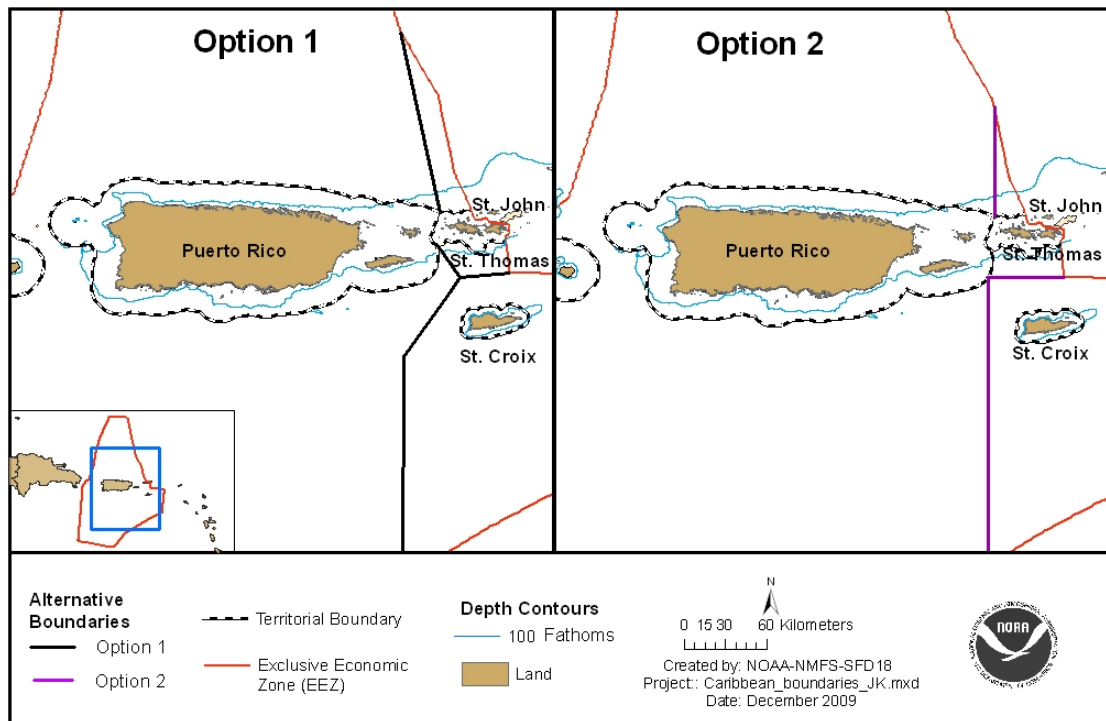 Option 1
Option 2
St. John
Puerto Rico
St. Thomas
St. Croix
St. John
Puerto Rico
St. Thomas
St. Croix
Alternative
Boundaries
Option 1
Option 2
Territorial Boundary
Exclusive Economic
Zone (EEZ)
Depth Contours
100 Fathoms
Land
N
0 15 30 60 Kilometers
Created by: NOAA-NMFS-SFD18
Project:: Caribbean_boundaries_JK.mxd
Date: December 2009
NOAA